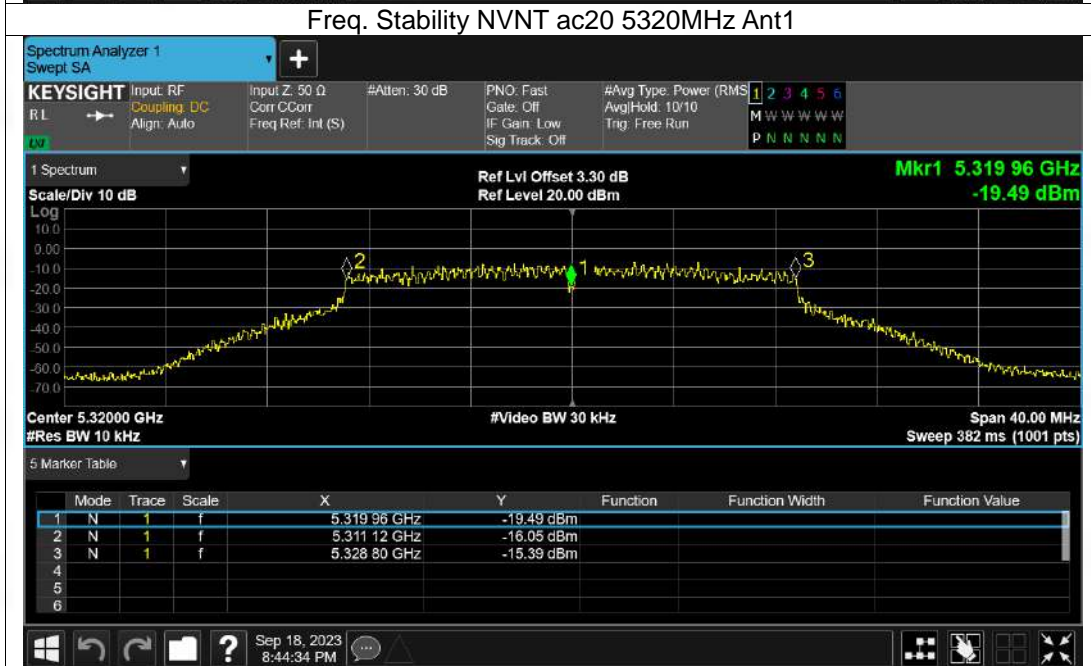 Freq. Stability NVNT ac20 5320MHz Ant1
Spectrum Analyzer 1
Swept SA
+
KEYSIGHT Input: RF Input Z: 50 Ω #Atten: 30 dB PNO: Fast #Avg Type: Power (RMS 1 2 3 4 5 6
RL Coupling: DC Corr CCorr Gate: Off Avg|Hold: 10/10 M W W W W W
Align: Auto Freq Ref: Int (S) IF Gain: Low Trig: Free Run
LXI Sig Track: Off P N N N N N
1 Spectrum Ref Lvl Offset 3.30 dB Mkr1 5.319 96 GHz
Scale/Div 10 dB Ref Level 20.00 dBm -19.49 dBm
Log
10.0
0.00
-10.0
-20.0
-30.0
-40.0
-50.0
-60.0
-70.0
2 1 3
Center 5.32000 GHz #Video BW 30 kHz Span 40.00 MHz
#Res BW 10 kHz Sweep 382 ms (1001 pts)
5 Marker Table
Mode Trace Scale X Y Function Function Width Function Value
1 N 1 f 5.319 96 GHz -19.49 dBm
2 N 1 f 5.311 12 GHz -16.05 dBm
3 N 1 f 5.328 80 GHz -15.39 dBm
4
5
6
? Sep 18, 2023
8:44:34 PM